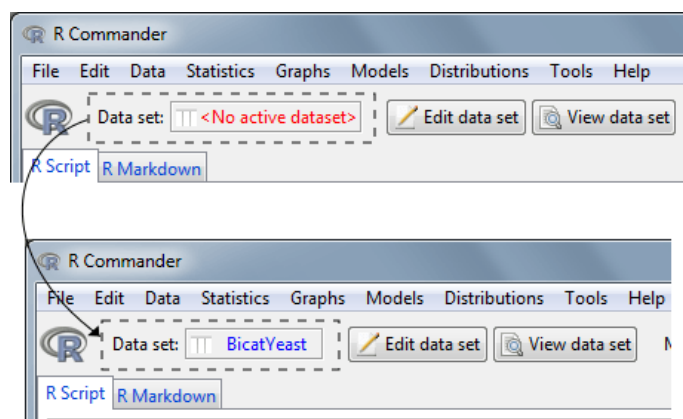 R Commander
File Edit Data Statistics Graphs Models Distributions Tools Help
R Data set: <No active dataset> Edit data set View data set
R Script R Markdown
R Commander
File Edit Data Statistics Graphs Models Distributions Tools Help
R Data set: BicatYeast Edit data set View data set
R Script R Markdown